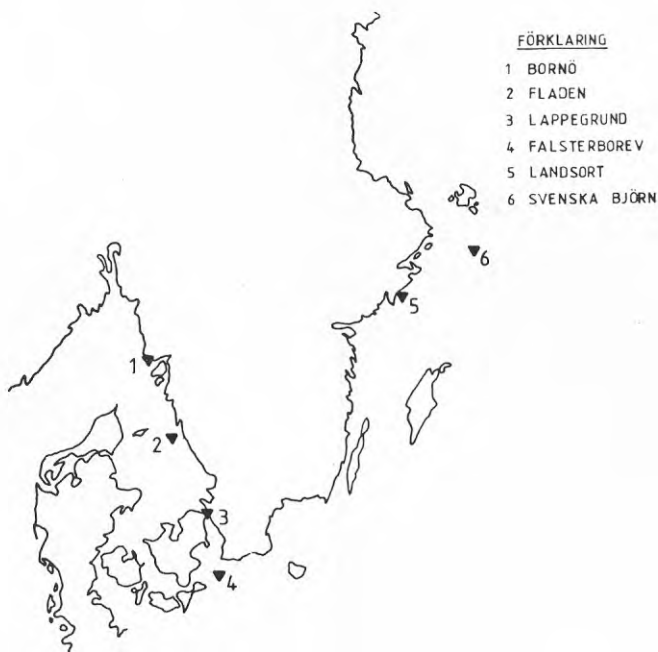 FÖRKLARING
1 BORNÖ
2 FLADEN
3 LAPPEGRUND
4 FALSTERBOREV
5 LANDSORT
6 SVENSKA BJÖRN
6
5
1
2
3
4